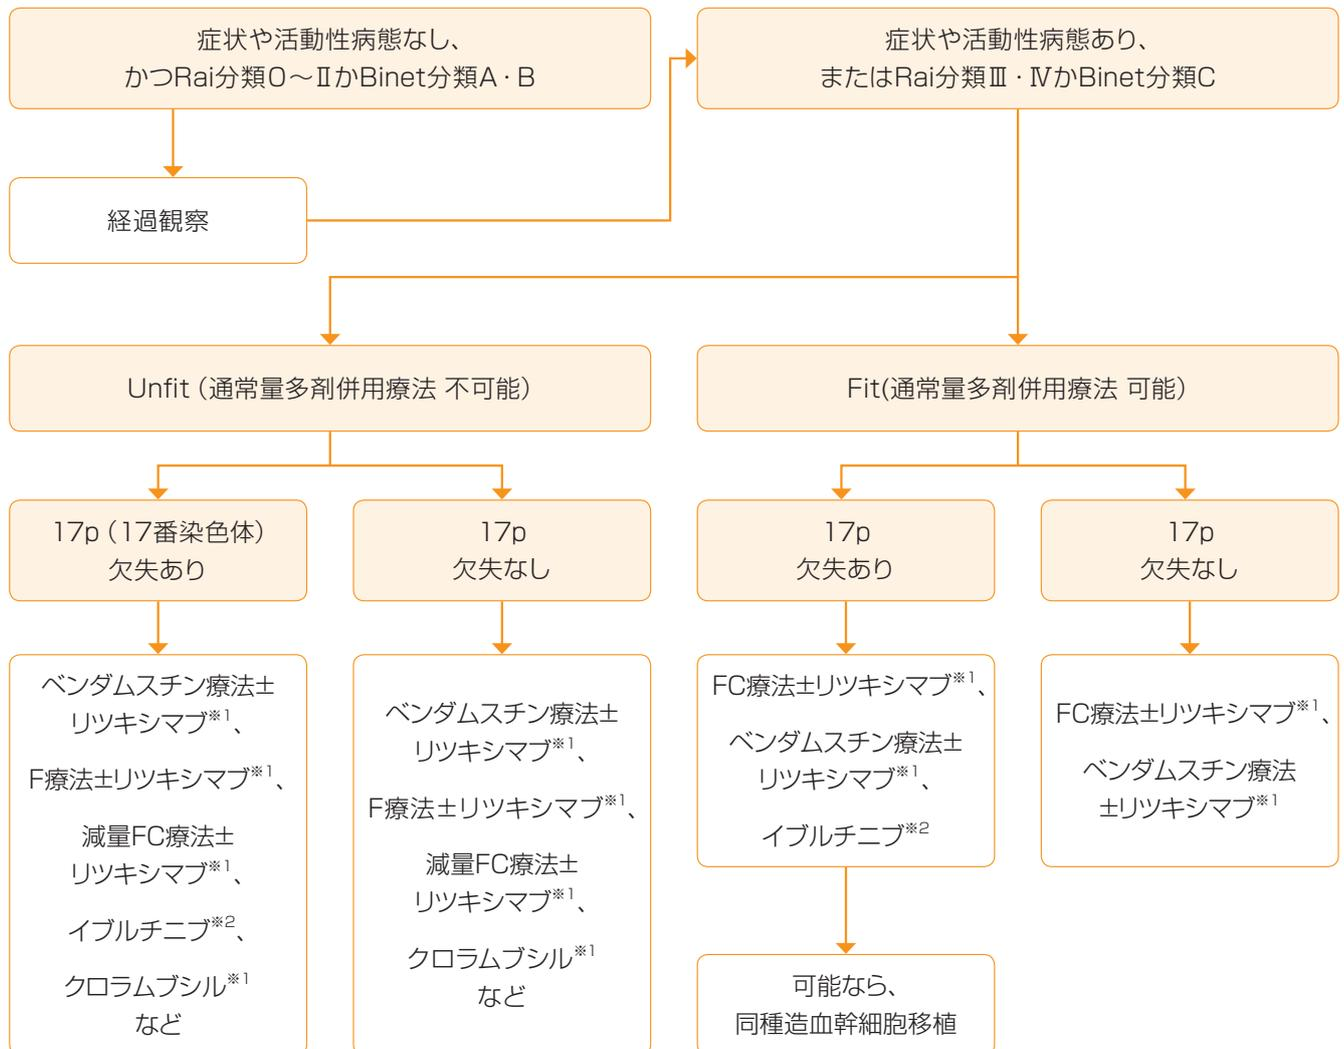 症状や活動性病態なし、
かつRai分類0〜ⅡかBinet分類A・B
症状や活動性病態あり、
またはRai分類Ⅲ・ⅣかBinet分類C
経過観察
Unfit（通常量多剤併用療法 不可能）
Fit(通常量多剤併用療法 可能）
17p（17番染色体）
欠失あり
17p
欠失なし
17p
欠失あり
17p
欠失なし
ベンダムスチン療法±
リツキシマブ※1、
F療法±リツキシマブ※1、
減量FC療法±
リツキシマブ※1、
イブルチニブ※2、
クロラムブシル※1
など
ベンダムスチン療法±
リツキシマブ※1、
F療法±リツキシマブ※1、
減量FC療法±
リツキシマブ※1、
クロラムブシル※1
など
FC療法±リツキシマブ※1、
ベンダムスチン療法±
リツキシマブ※1、
イブルチニブ※2
FC療法±リツキシマブ※1、
ベンダムスチン療法
±リツキシマブ※1
可能なら、
同種造血幹細胞移植